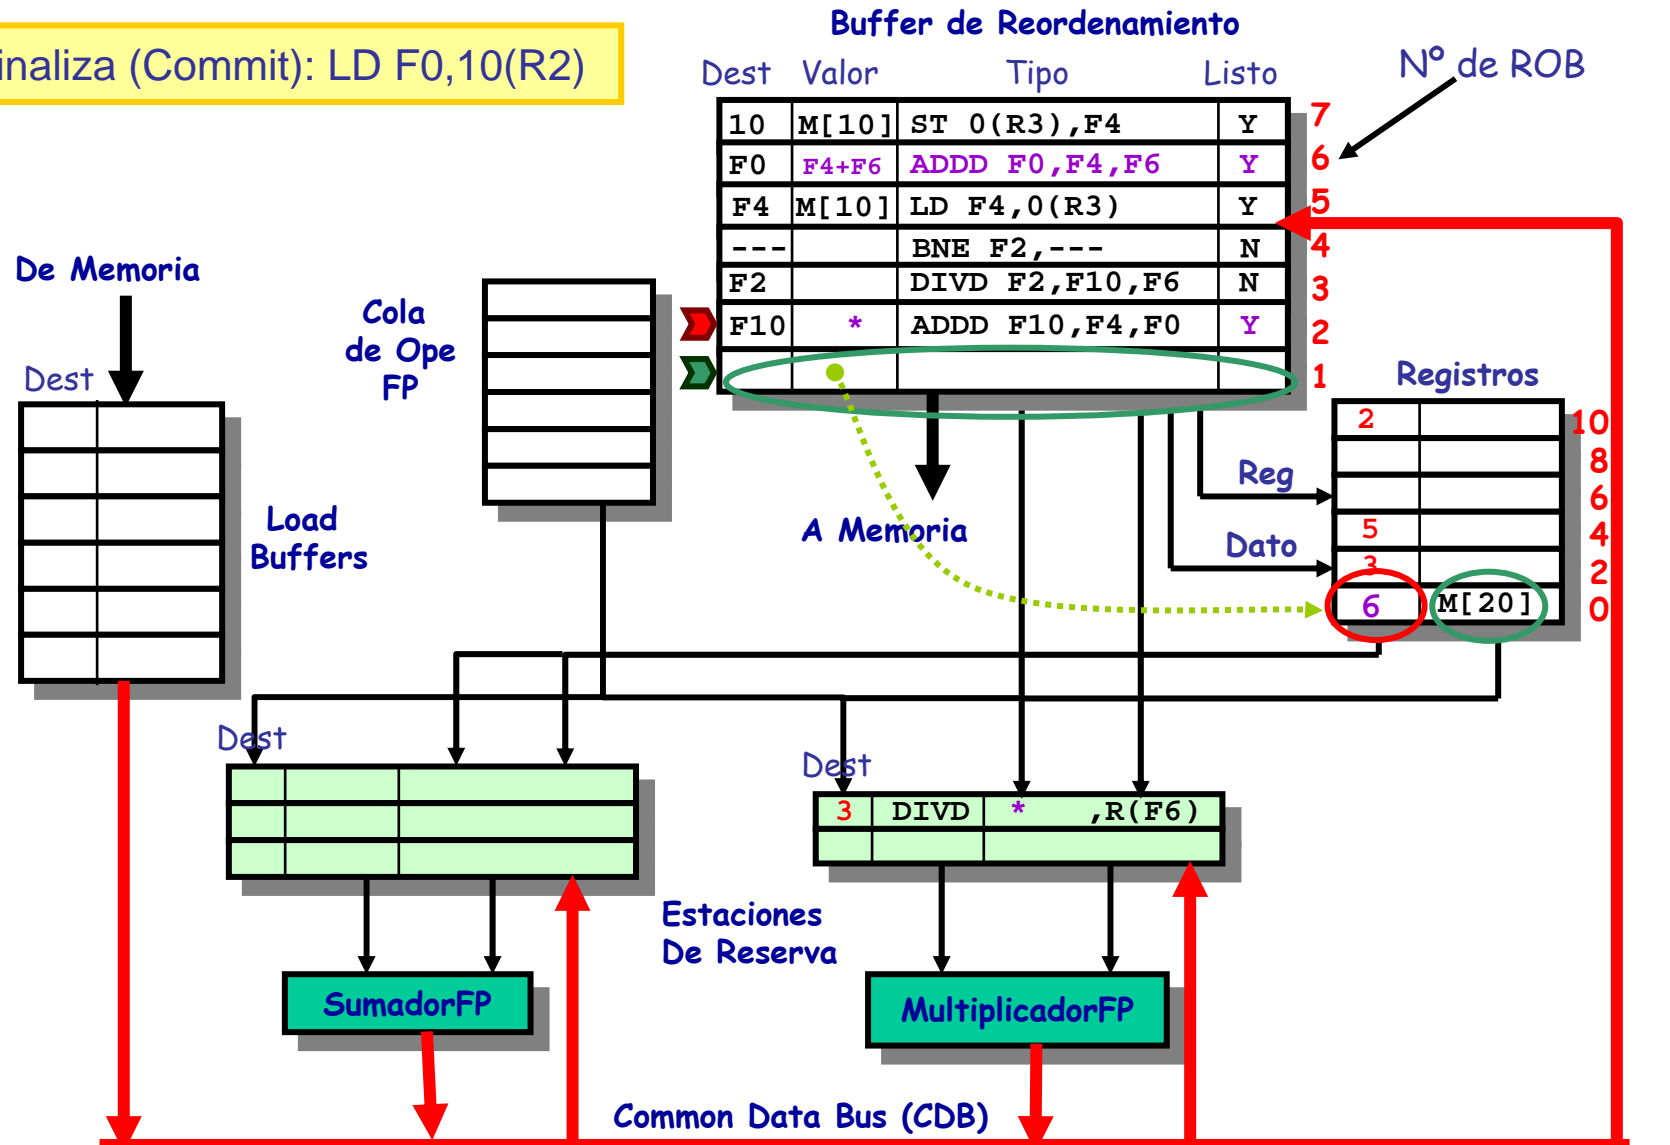 Buffer de Reordenamiento
inaliza (Commit): LD F0,10(R2)
Dest Valor Tipo Listo
Nº de ROB
10 M[10] ST 0(R3),F4 Y 7
F0 F4+F6 ADDD F0,F4,F6 Y 6
F4 M[10] LD F4,0(R3) Y 5
--- BNE F2,--- N 4
F2 DIVD F2,F10,F6 N 3
F10 * ADDD F10,F4,F0 Y 2
1
De Memoria
Dest
Cola
de Ope
FP
Load
Buffers
A Memoria
Registros
2 10
8
6
5 4
3 2
6 M[20] 0
Reg
Dato
Dest
Dest
3 DIVD * ,R(F6)
Estaciones
De Reserva
SumadorFP
MultiplicadorFP
Common Data Bus (CDB)